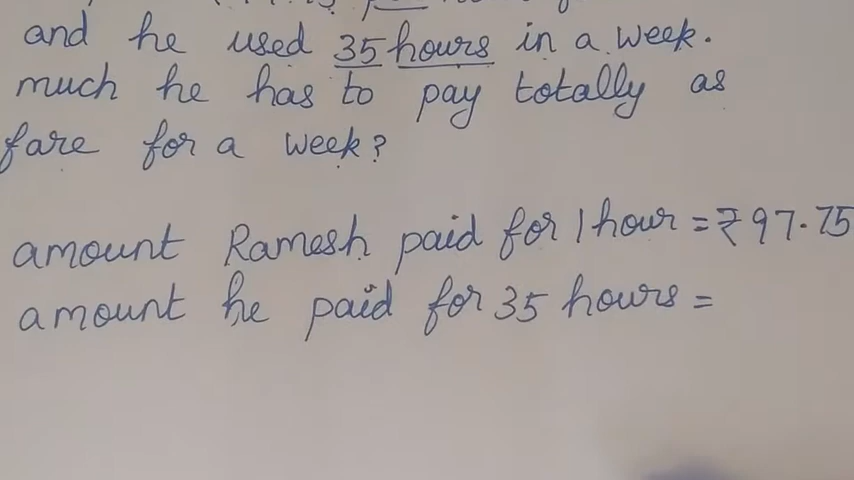 and he used 35 hours in a week.
much he has to pay totally as
fare for a week?
amount Ramesh paid for 1 hour = ₹97.75
amount he paid for 35 hours =